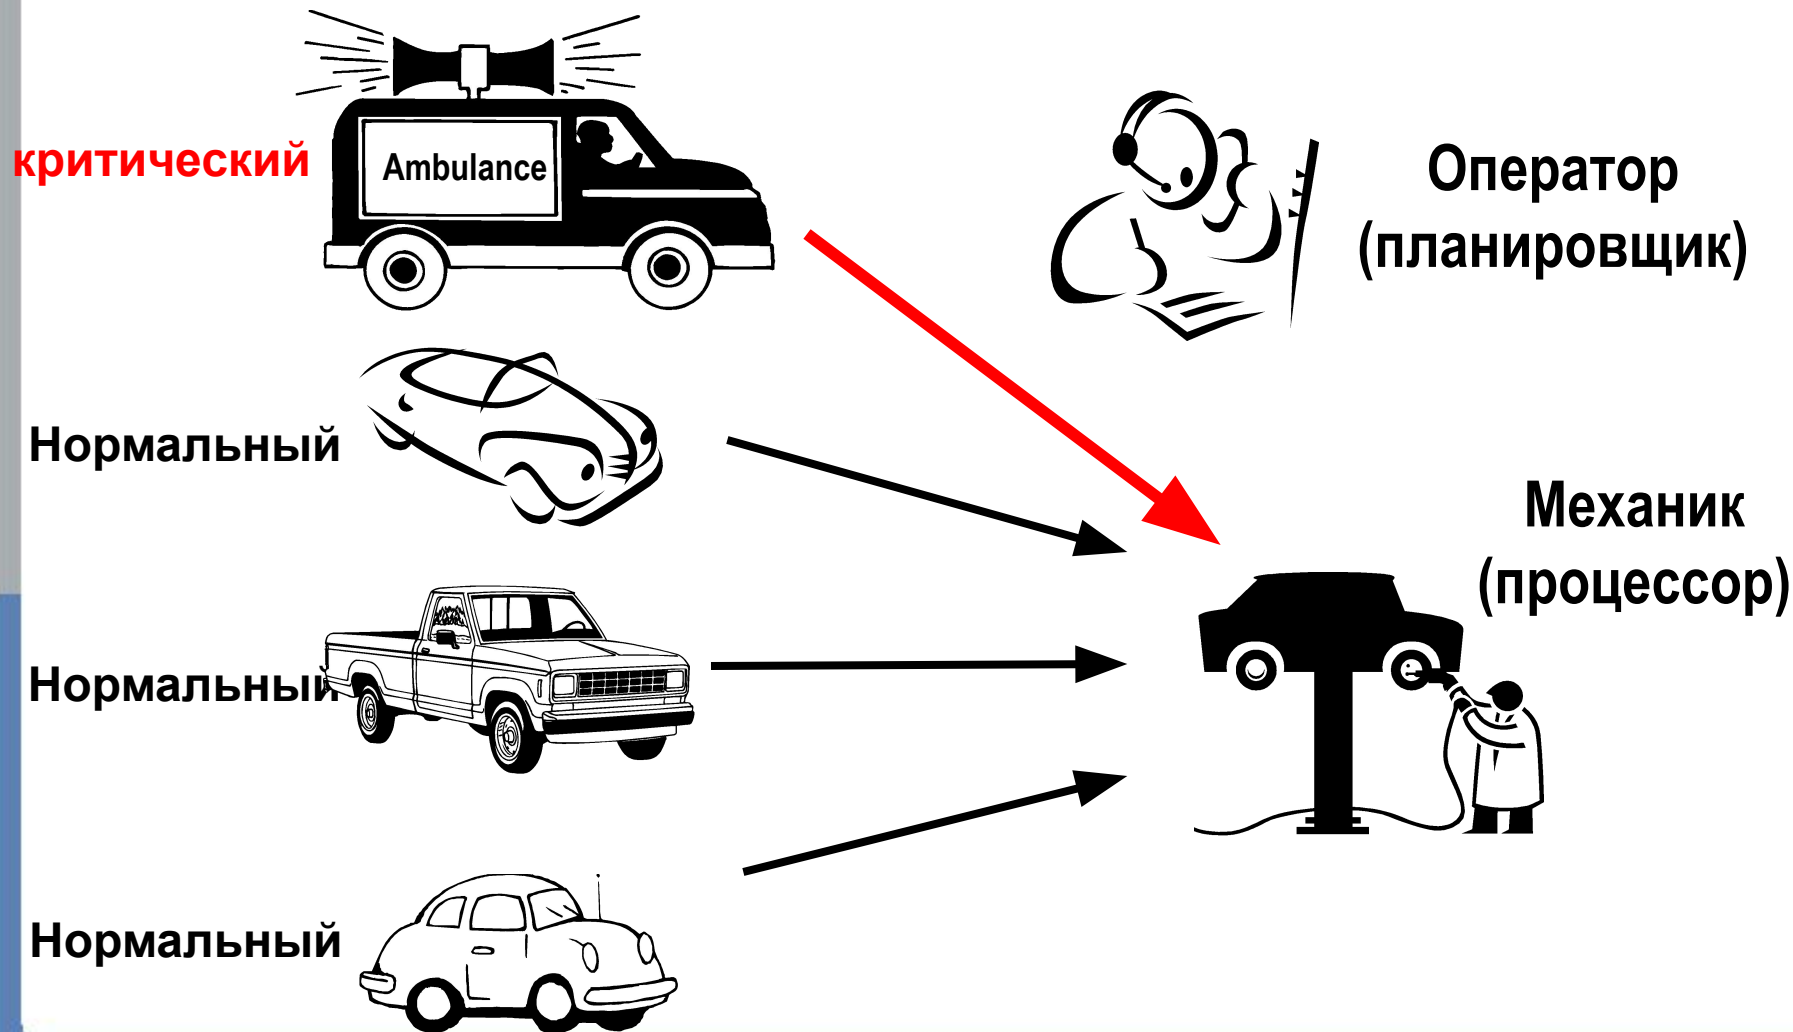 критический
Ambulance
Оператор
(планировщик)
Нормальный
Механик
(процессор)
Нормальный
Нормальный